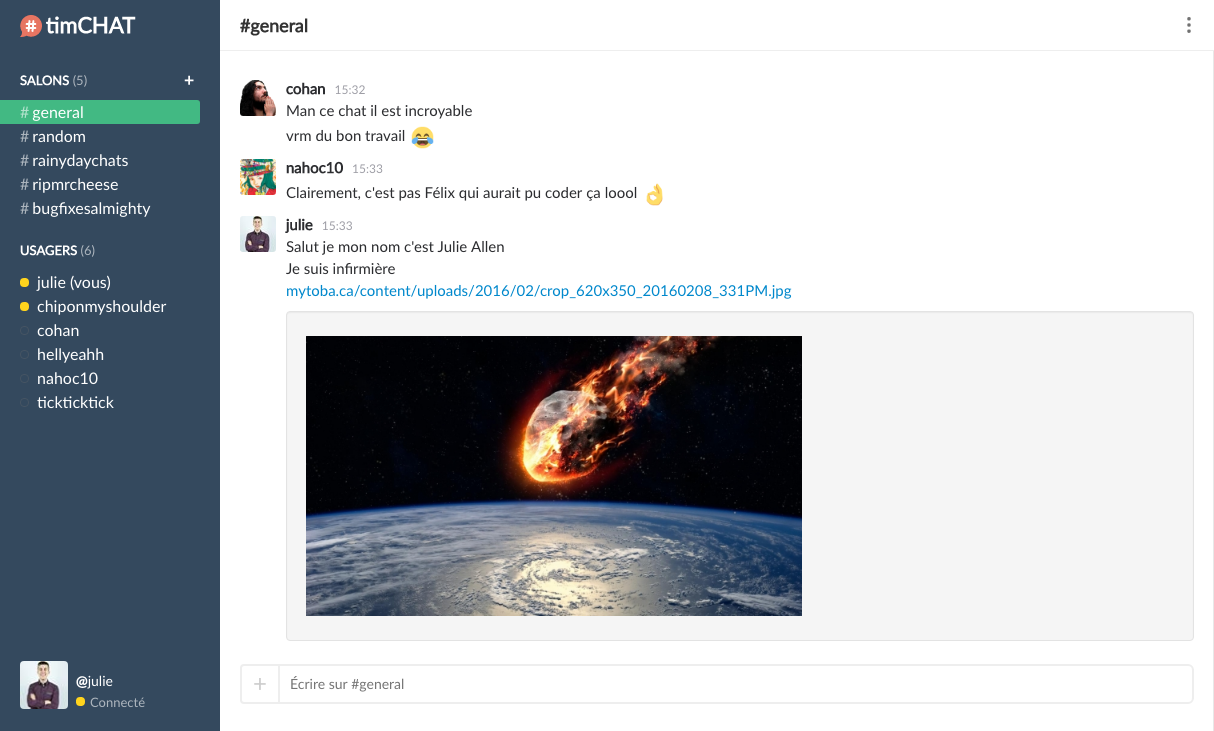 # timCHAT
SALONS (5) +
# general
# random
# rainydaychats
# ripmrcheese
# bugfixesalmighty
USAGERS (6)
julie (vous)
chiponmyshoulder
cohan
hellyeahh
nahoc10
tickticktick
@julie
Connecté
#general
cohan 15:32
Man ce chat il est incroyable
vrm du bon travail 😂
nahoc10 15:33
Clairement, c'est pas Félix qui aurait pu coder ça loool 👌
julie 15:33
Salut je mon nom c'est Julie Allen
Je suis infirmière
mytoba.ca/content/uploads/2016/02/crop_620x350_20160208_331PM.jpg
+ Écrire sur #general